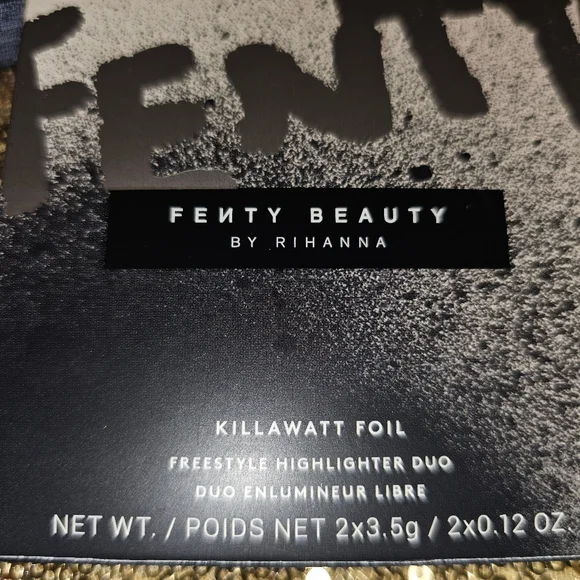 FENTY
FEИTY BEAUTY
BY RIHANNA
KILLAWATT FOIL
FREESTYLE HIGHLIGHTER DUO
DUO ENLUMINEUR LIBRE
NET WT. / POIDS NET 2x3.5g / 2x0.12 OZ.